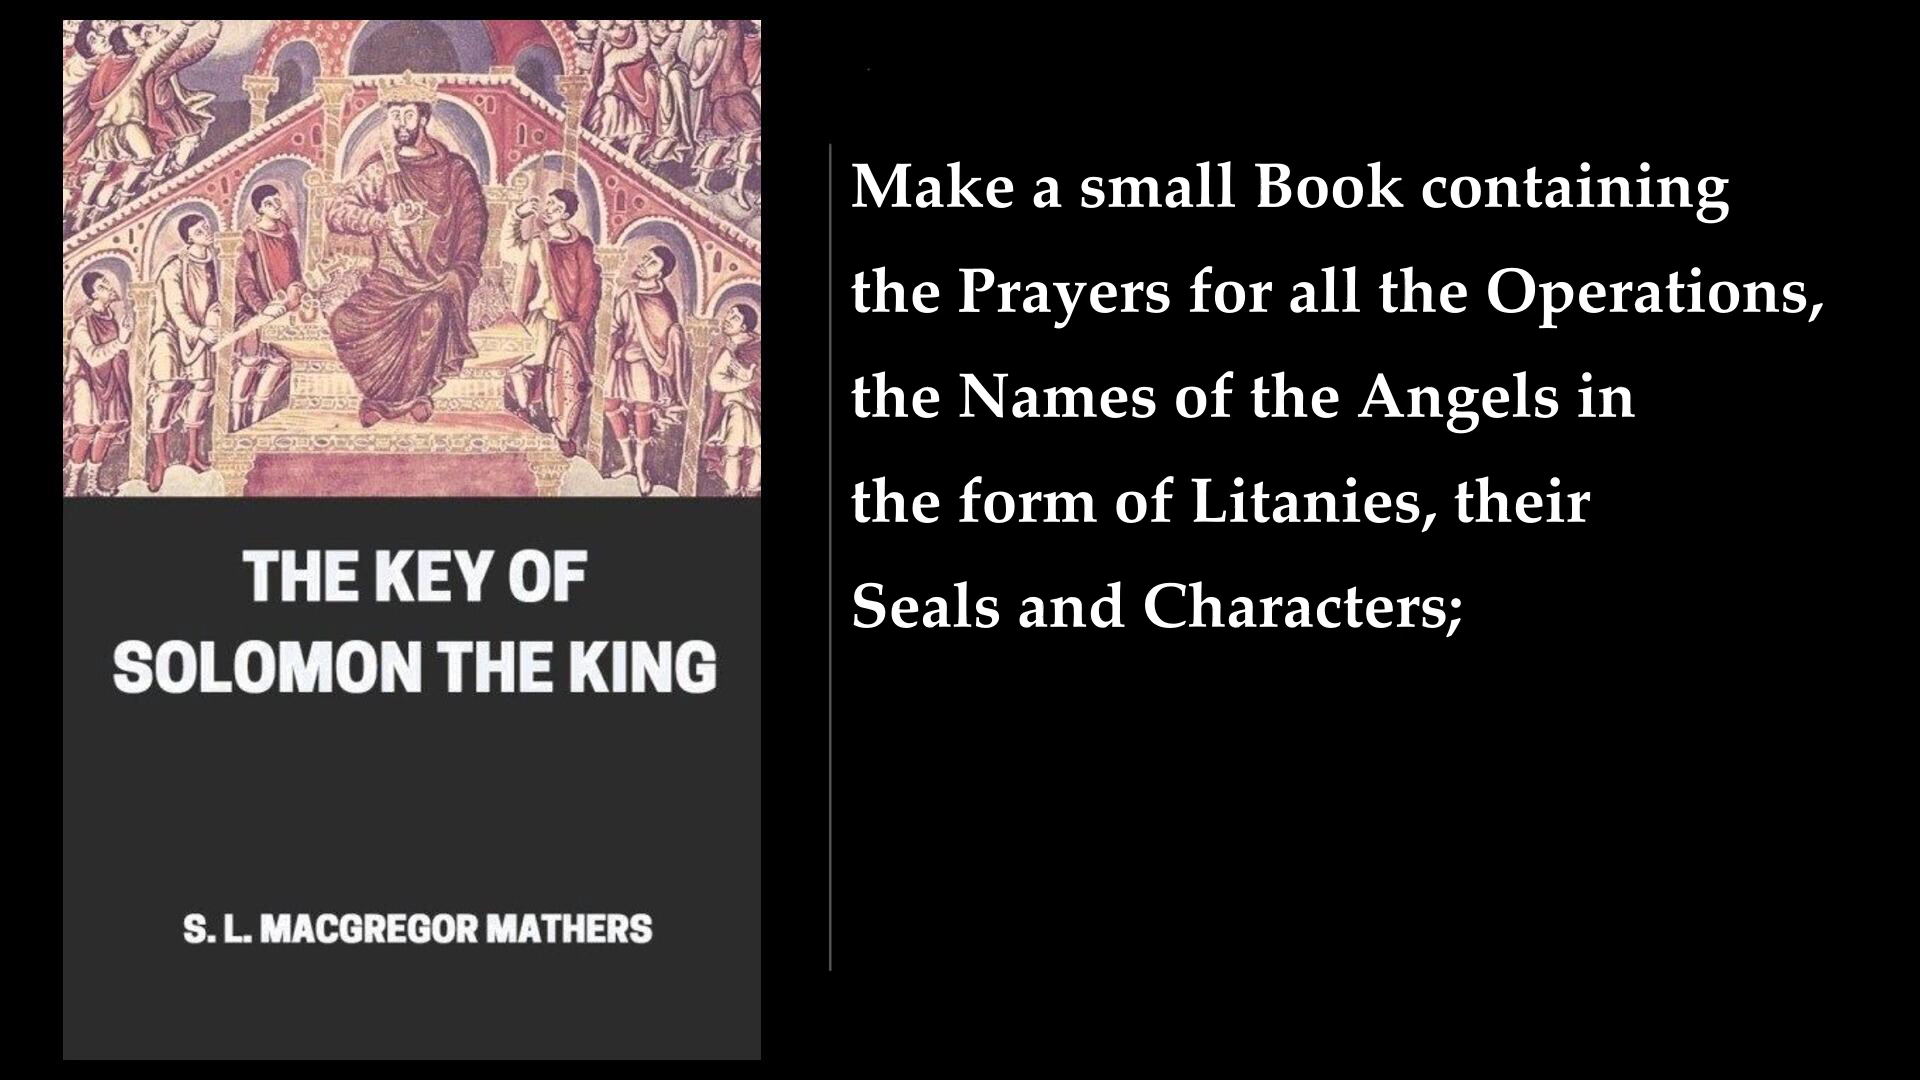 THE KEY OF
SOLOMON THE KING
S. L. MACGREGOR MATHERS
Make a small Book containing
the Prayers for all the Operations,
the Names of the Angels in
the form of Litanies, their
Seals and Characters;